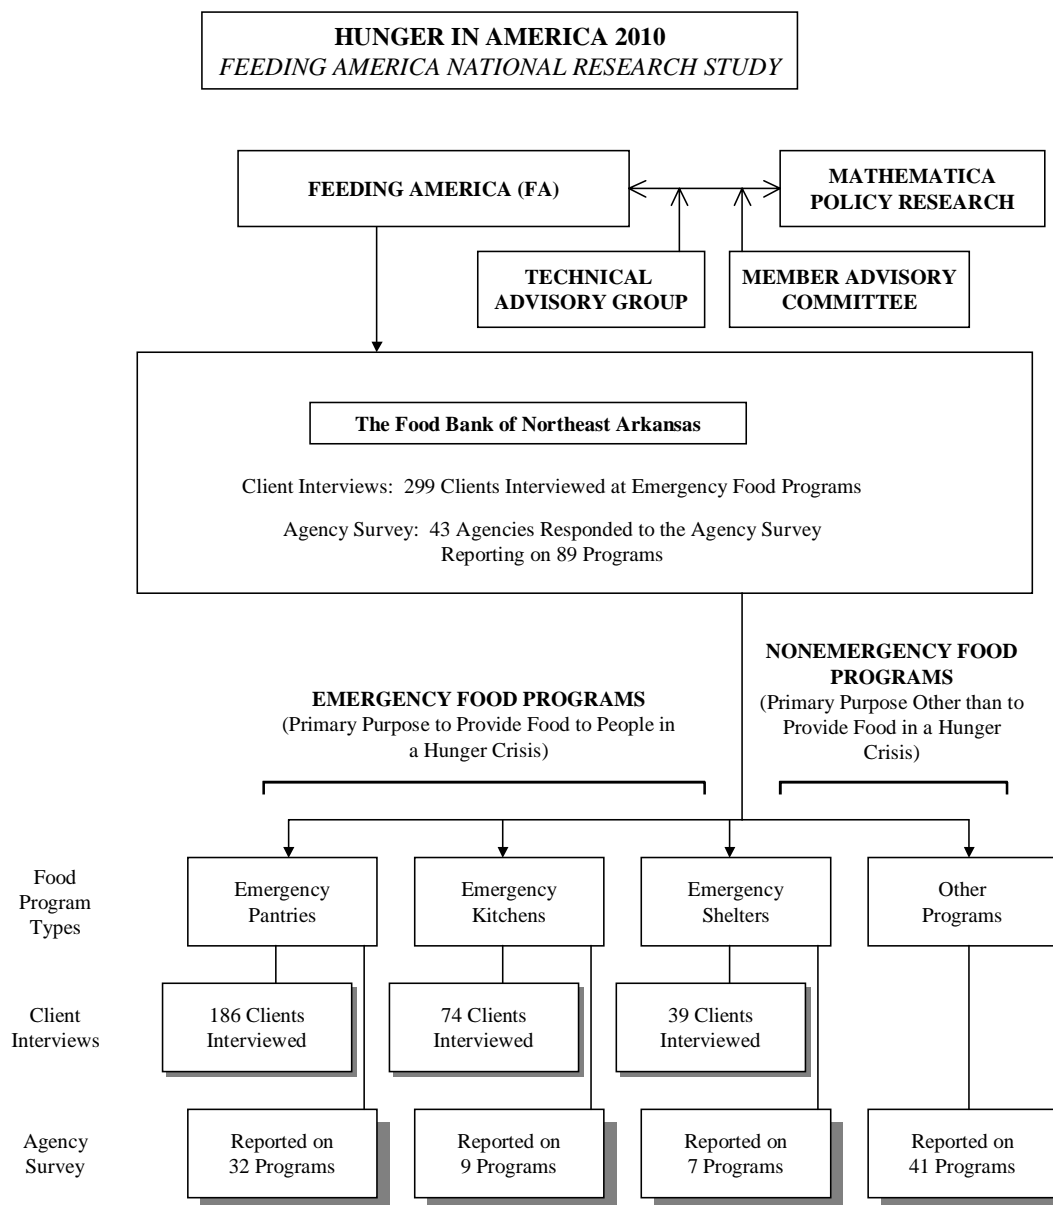 HUNGER IN AMERICA 2010
FEEDING AMERICA NATIONAL RESEARCH STUDY
FEEDING AMERICA (FA)
MATHEMATICA
POLICY RESEARCH
TECHNICAL
ADVISORY GROUP
MEMBER ADVISORY
COMMITTEE
The Food Bank of Northeast Arkansas
Client Interviews:  299 Clients Interviewed at Emergency Food Programs
Agency Survey:  43 Agencies Responded to the Agency Survey
Reporting on 89 Programs
EMERGENCY FOOD PROGRAMS
(Primary Purpose to Provide Food to People in
a Hunger Crisis)
NONEMERGENCY FOOD
PROGRAMS
(Primary Purpose Other than to
Provide Food in a Hunger
Crisis)
Food
Program
Types
Emergency
Pantries
Emergency
Kitchens
Emergency
Shelters
Other
Programs
Client
Interviews
186 Clients
Interviewed
74 Clients
Interviewed
39 Clients
Interviewed
Agency
Survey
Reported on
32 Programs
Reported on
9 Programs
Reported on
7 Programs
Reported on
41 Programs